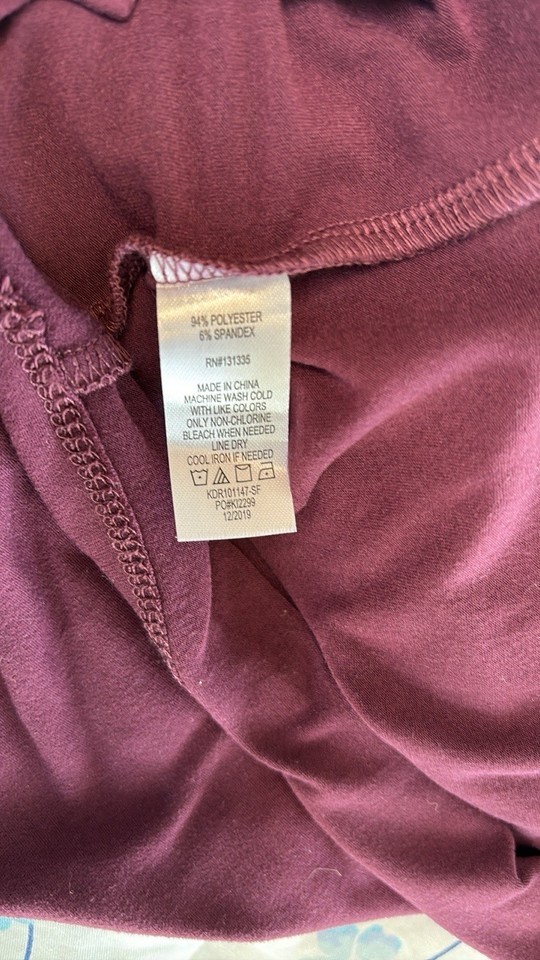 94% POLYESTER
6% SPANDEX
RN#131335
MADE IN CHINA
MACHINE WASH COLD
WITH LIKE COLORS
ONLY NON-CHLORINE
BLEACH WHEN NEEDED
LINE DRY
COOL IRON IF NEEDED
KDR101147-SF
PO#KI2299
12/2019